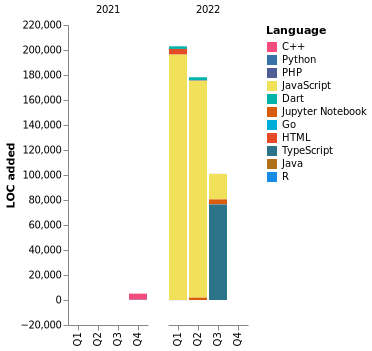 2021 2022
Language
C++
Python
PHP
JavaScript
Dart
Jupyter Notebook
Go
HTML
TypeScript
Java
R
LOC added
220,000
200,000
180,000
160,000
140,000
120,000
100,000
80,000
60,000
40,000
20,000
0
−20,000
Q1 Q2 Q3 Q4 Q1 Q2 Q3 Q4